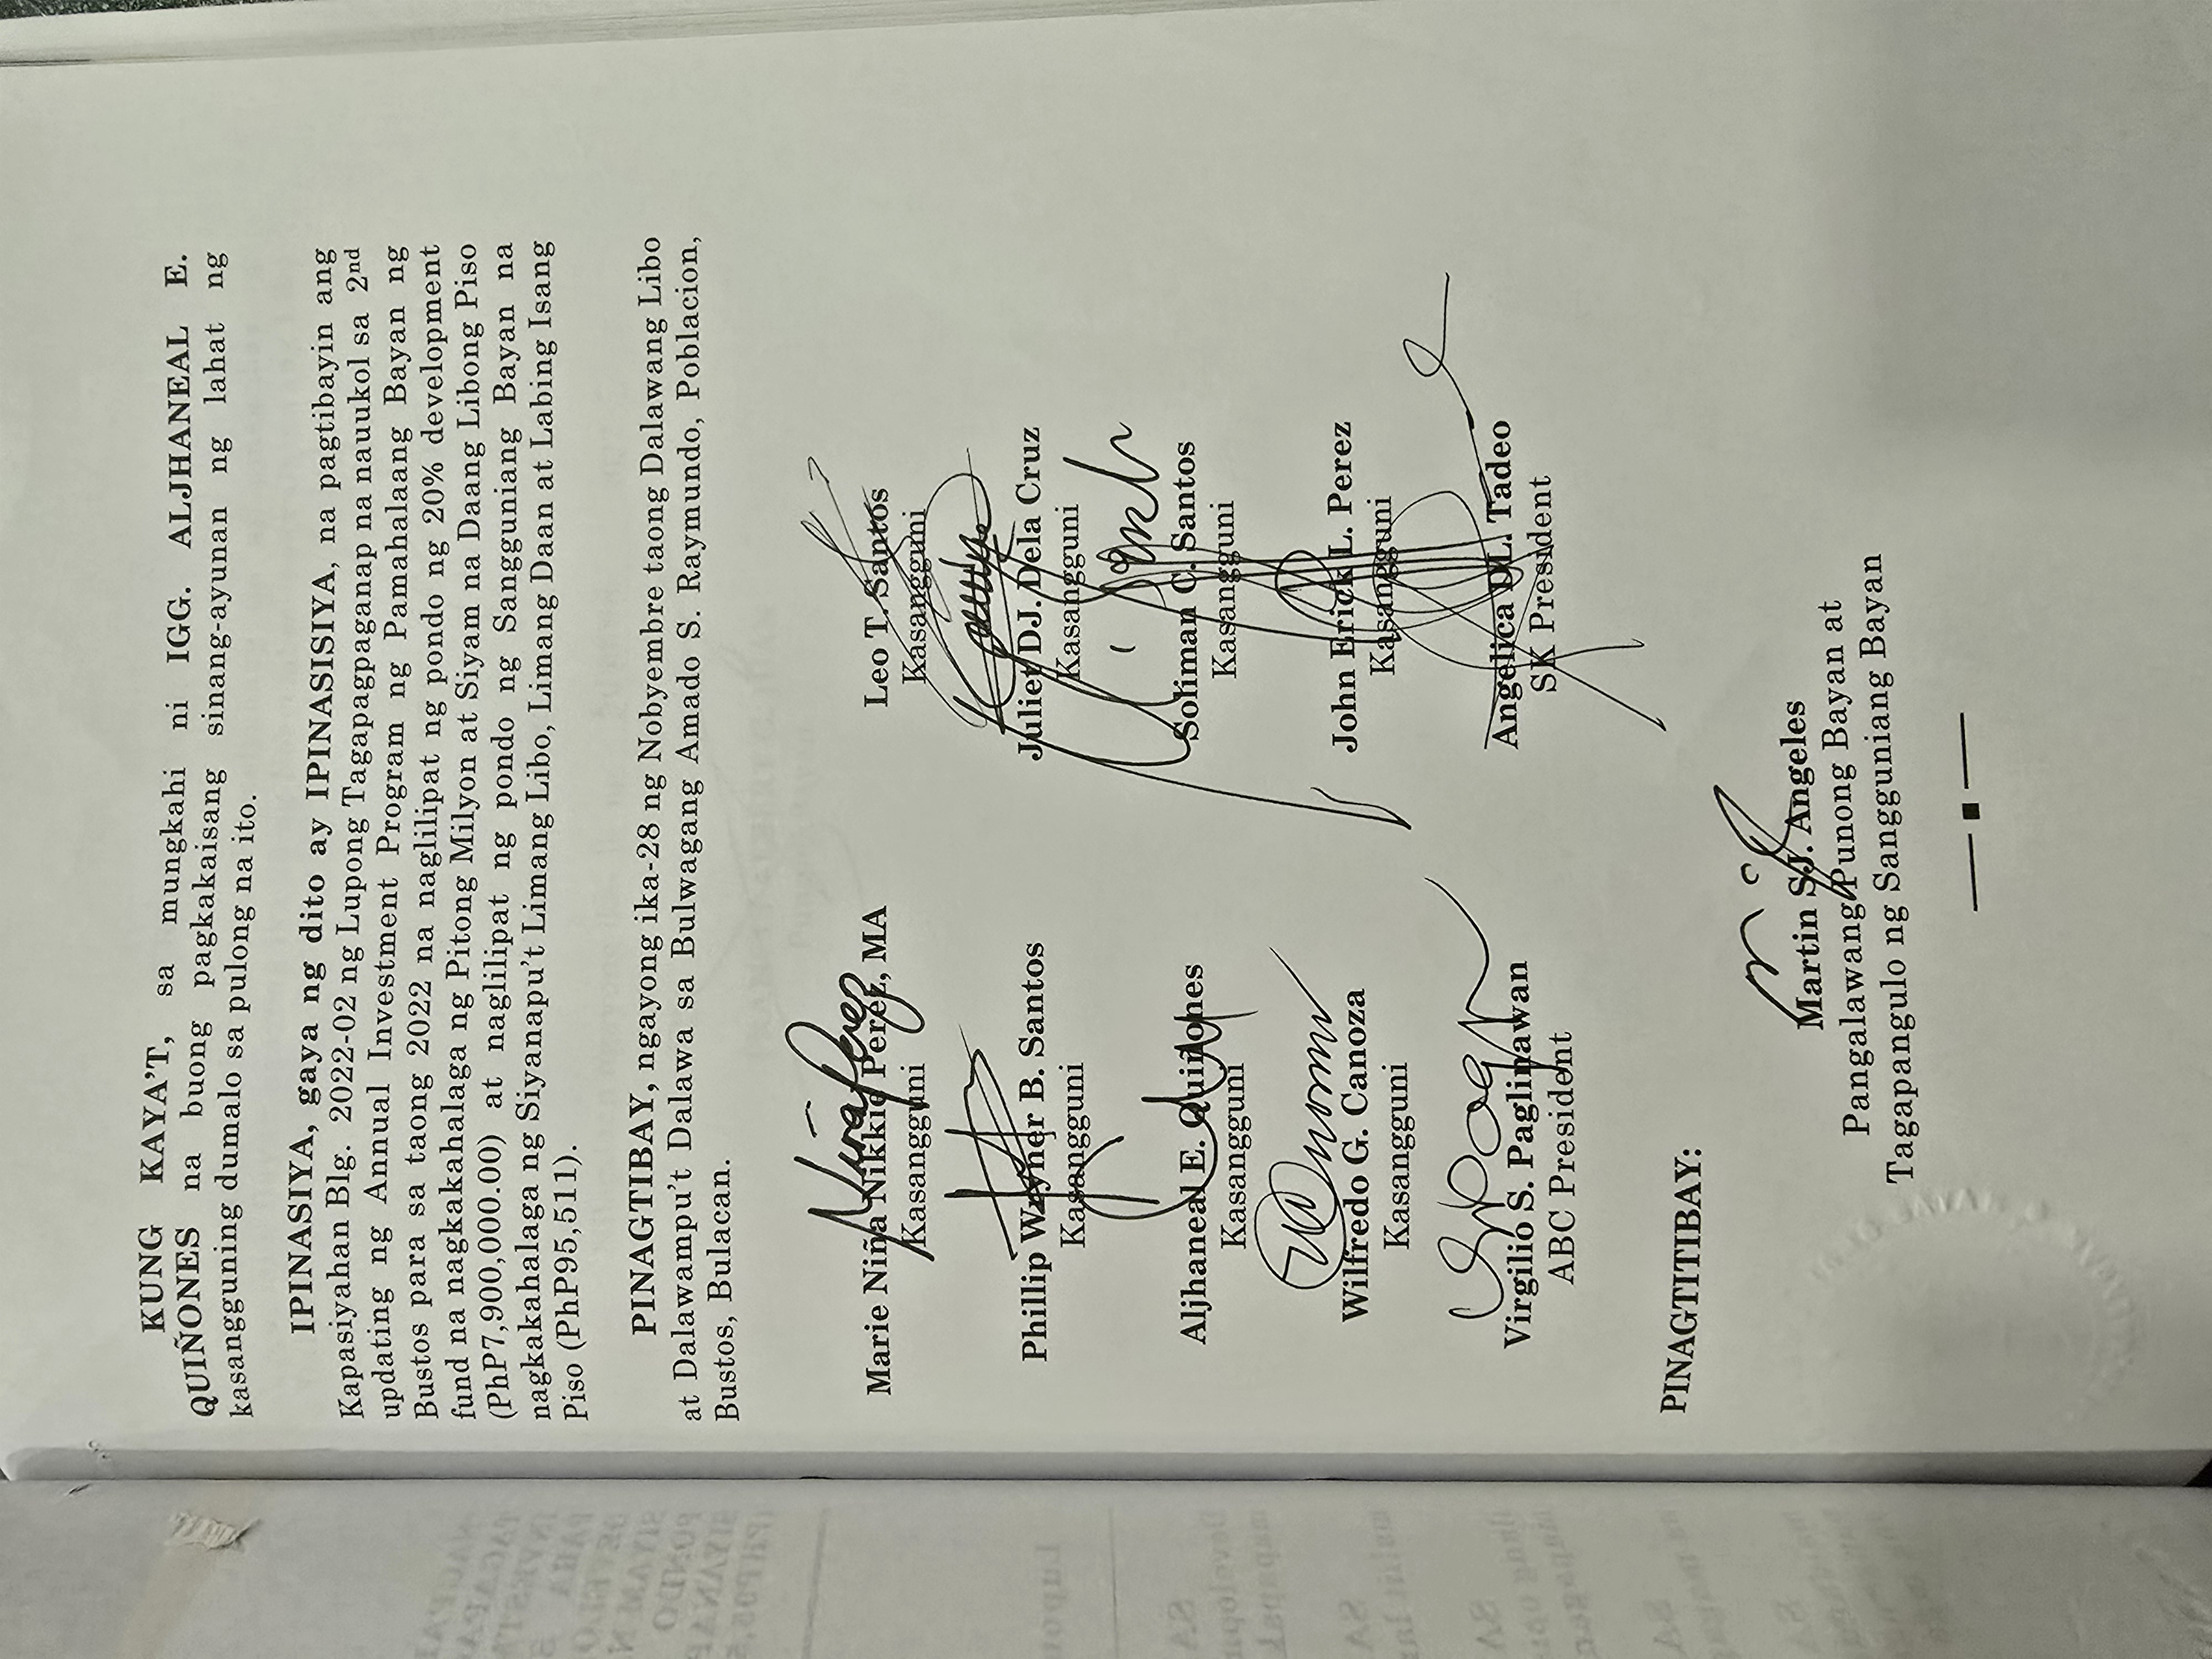 KUNG KAYA'T, sa mungkahi ni IGG. ALJHANEAL E.
QUIÑONES na buong pagkakaisang sinang-ayunan ng lahat ng
kasangguning dumalo sa pulong na ito.
IPINASIYA, gaya ng dito ay IPINASISIYA, na pagtibayin ang
Kapasiyahan Blg. 2022-02 ng Lupong Tagapagpaganap na nauukol sa 2nd
updating ng Annual Investment Program ng Pamahalaang Bayan ng
Bustos para sa taong 2022 na naglilipat ng pondo ng 20% development
fund na nagkakahalaga ng Pitong Milyon at Siyam na Daang Libong Piso
(PhP7,900,000.00) at naglilipat ng pondo ng Sangguniang Bayan na
nagkakahalaga ng Siyanapu't Limang Libo, Limang Daan at Labing Isang
Piso (PhP95,511).
PINAGTIBAY, ngayong ika-28 ng Nobyembre taong Dalawang Libo
at Dalawampu't Dalawa sa Bulwagang Amado S. Raymundo, Poblacion,
Bustos, Bulacan.
Marie Niña Nikkie Perez, MA
Kasangguni
Leo T. Santos
Kasangguni
Phillip Wayner B. Santos
Kasangguni
Juliet DJ. Dela Cruz
Kasangguni
Aljhaneal E. Quiñones
Kasangguni
Soliman C. Santos
Kasangguni
Wilfredo G. Canoza
Kasangguni
John Erick L. Perez
Kasangguni
Virgilio S. Paglinawan
ABC President
Angelica DL. Tadeo
SK President
PINAGTITIBAY:
Martin SJ. Angeles
Pangalawang Punong Bayan at
Tagapangulo ng Sangguniang Bayan